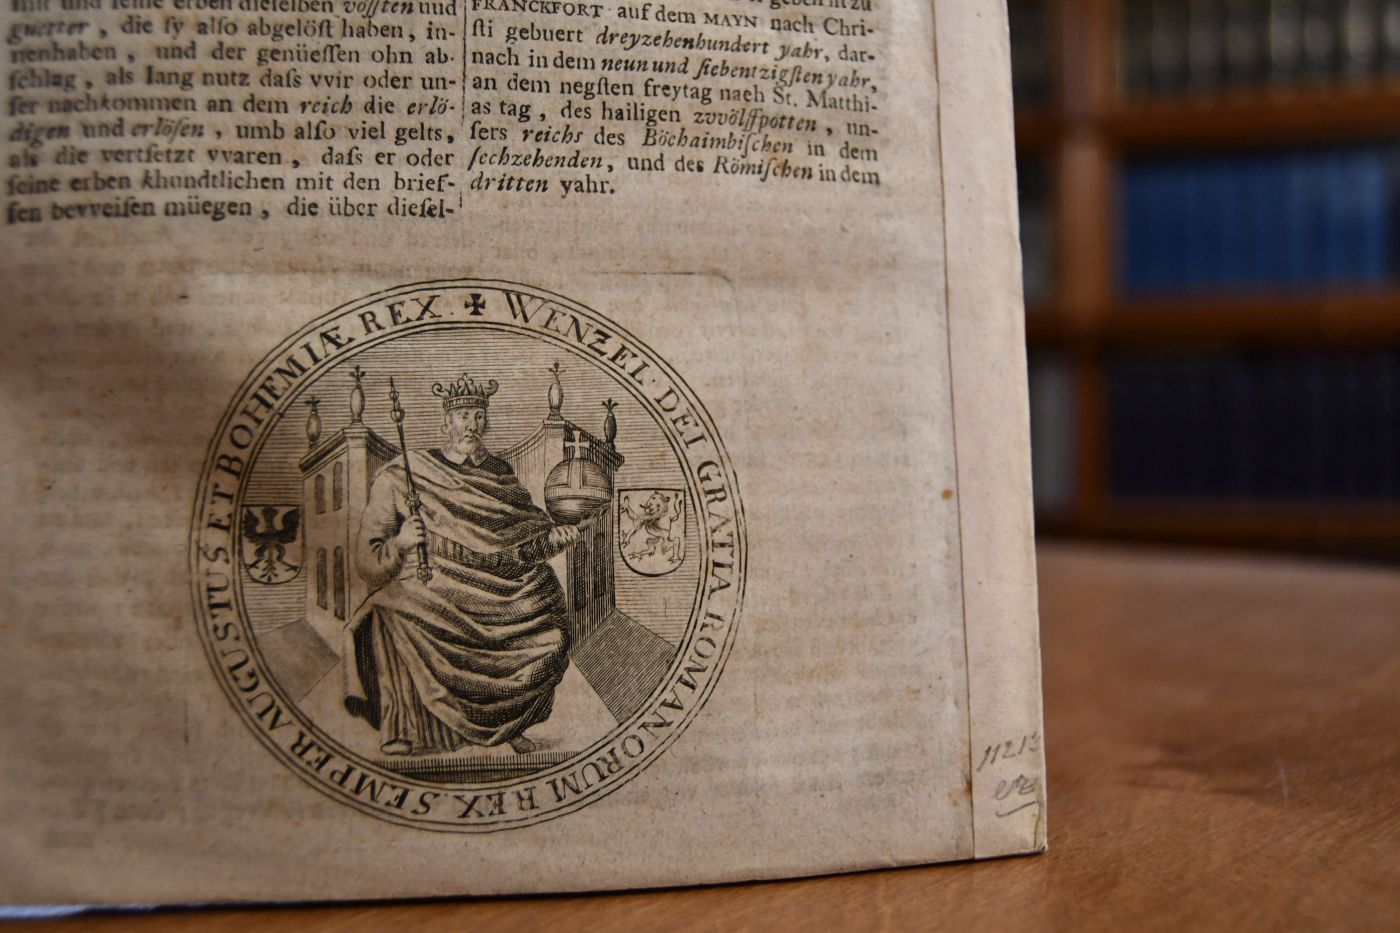 mit und seine erben dieselben vöſſten und
guetter, die ſy alſo abgelöſt haben, in-
nenhaben, und der genüeſſen ohn ab-
ſchlag, als lang nutz daſs vvir oder un-
ſer nachkommen an dem reich die erlö-
digen und erlöſen, umb alſo viel gelts,
als die vertſetzt vvaren, daſs er oder
ſeine erben khundtlichen mit den brief-
fen bevveiſen müegen, die über dieſel-
geben in zu
FRANCKFORT auf dem MAYN nach Chri-
ſti gebuert dreyzehenhundert yahr, dar-
nach in dem neun und ſiebentzigſten yahr,
an dem negſten freytag nach St. Matthi-
as tag, des hailigen zvvölffpotten, un-
ſers reichs des Böchaimbiſchen in dem
ſechzehenden, und des Römiſchen in dem
dritten yahr.
✠ WENZEL. DEI GRATIA ROMANORUM REX. SEMPER AUGUSTUS ET BOHEMIÆ REX.
11213